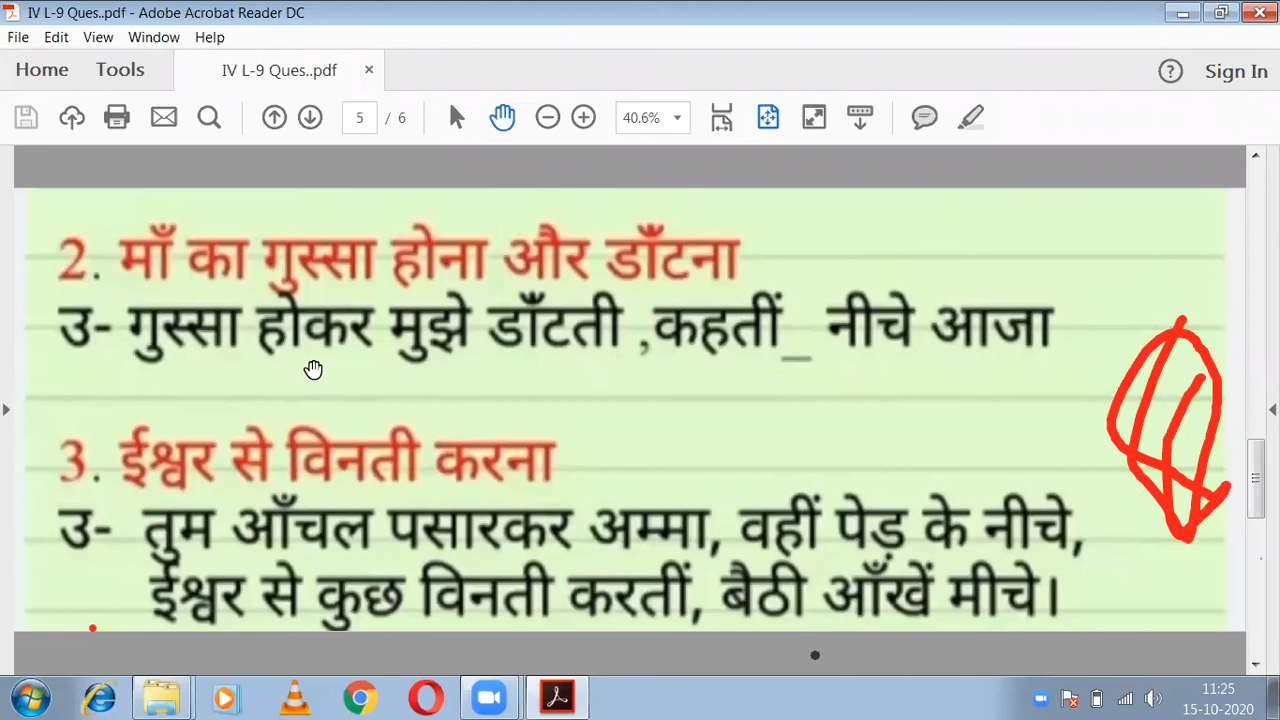 IV L-9 Ques..pdf - Adobe Acrobat Reader DC
File Edit View Window Help
Home Tools IV L-9 Ques..pdf × Sign In
5 / 6 40.6%
2. माँ का गुस्सा होना और डाँटना
उ- गुस्सा होकर मुझे डाँटती ,कहतीं_ नीचे आजा
3. ईश्वर से विनती करना
उ- तुम आँचल पसारकर अम्मा, वहीं पेड़ के नीचे,
ईश्वर से कुछ विनती करतीं, बैठी आँखें मीचे।
11:25
15-10-2020